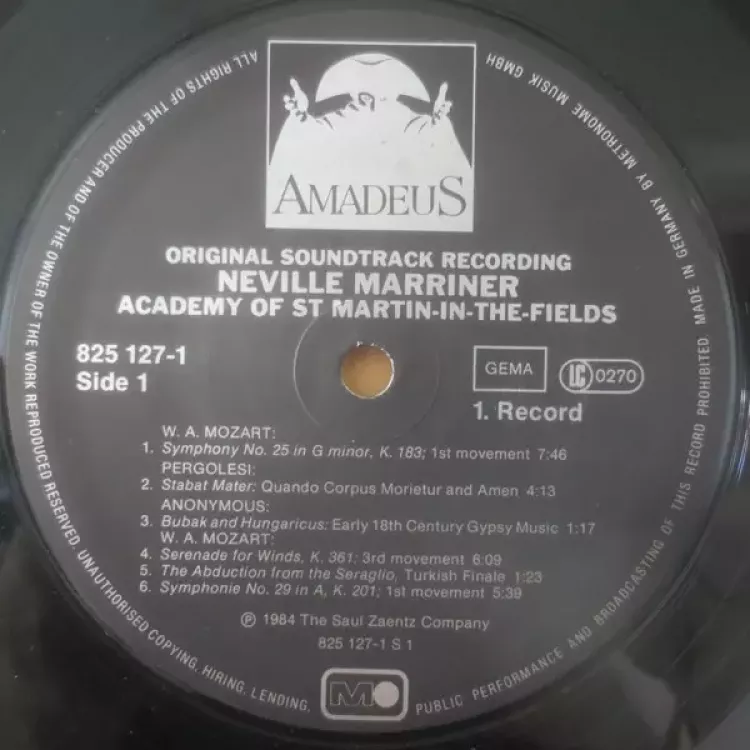 AMADEUS
ORIGINAL SOUNDTRACK RECORDING
NEVILLE MARRINER
ACADEMY OF ST MARTIN-IN-THE-FIELDS
825 127-1
Side 1
GEMA
LC 0270
1. Record
W. A. MOZART:
1. Symphony No. 25 in G minor, K. 183; 1st movement 7:46
PERGOLESI:
2. Stabat Mater: Quando Corpus Morietur and Amen 4:13
ANONYMOUS:
3. Bubak and Hungaricus: Early 18th Century Gypsy Music 1:17
W. A. MOZART:
4. Serenade for Winds, K. 361; 3rd movement 6:09
5. The Abduction from the Seraglio, Turkish Finale 1:23
6. Symphonie No. 29 in A, K. 201; 1st movement 5:39
℗ 1984 The Saul Zaentz Company
825 127-1 S 1
ALL RIGHTS OF THE PRODUCER AND OF THE OWNER OF THE WORK REPRODUCED RESERVED. UNAUTHORISED COPYING, HIRING, LENDING, PUBLIC PERFORMANCE AND BROADCASTING OF THIS RECORD PROHIBITED. MADE IN GERMANY BY METRONOME MUSIK GMBH